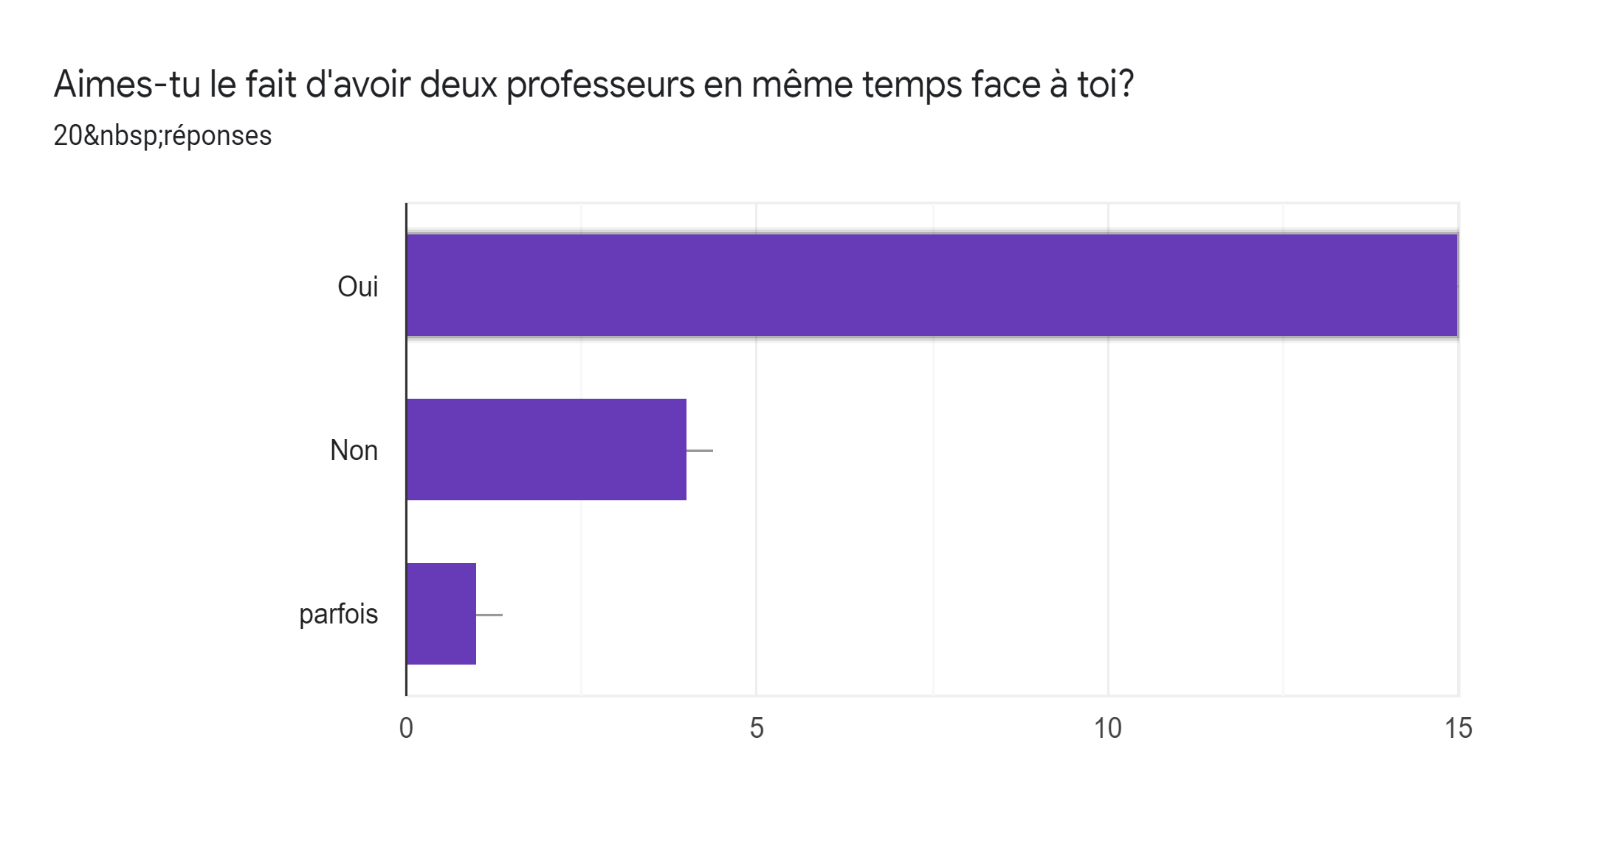 Aimes-tu le fait d'avoir deux professeurs en même temps face à toi?
20&nbsp;réponses
Oui
Non
parfois
0 5 10 15